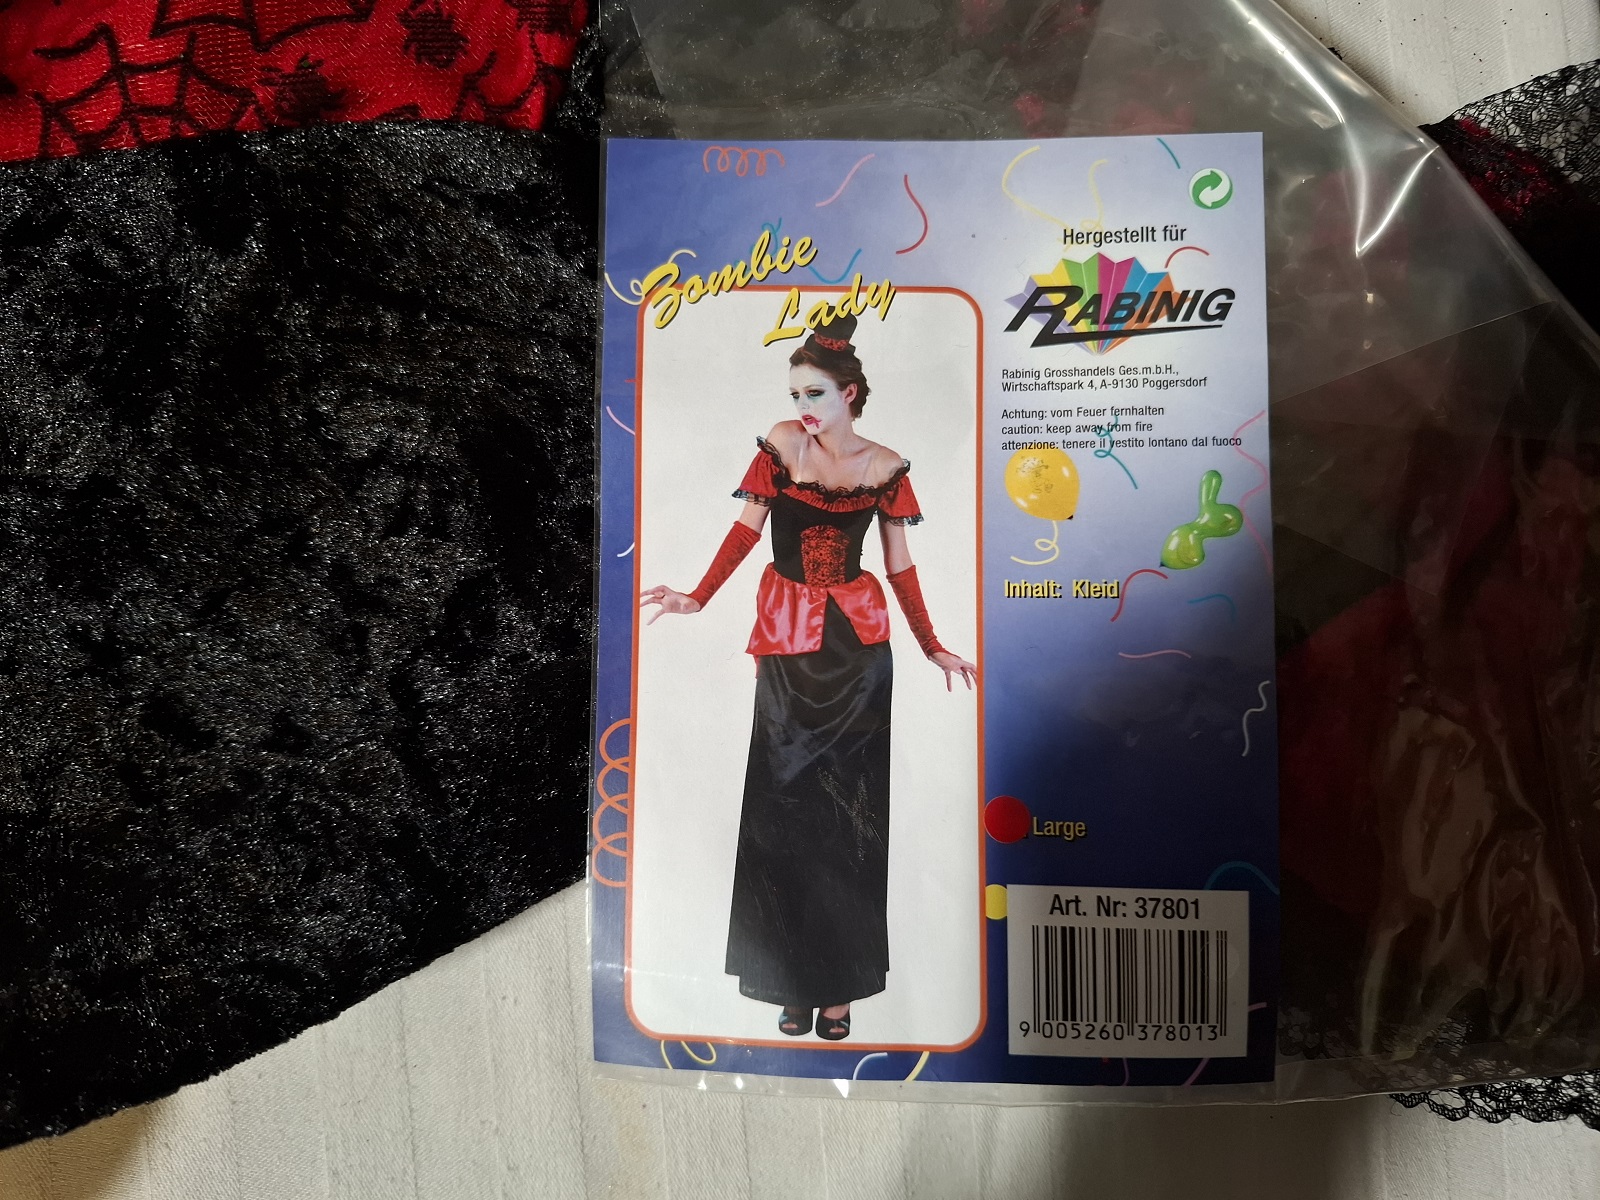 Zombie
Lady
Hergestellt für
RABINIG
Rabinig Grosshandels Ges.m.b.H.,
Wirtschaftspark 4, A-9130 Poggersdorf
Achtung: vom Feuer fernhalten
caution: keep away from fire
attenzione: tenere il vestito lontano dal fuoco
Inhalt: Kleid
Large
Art. Nr: 37801
9 005260 378013